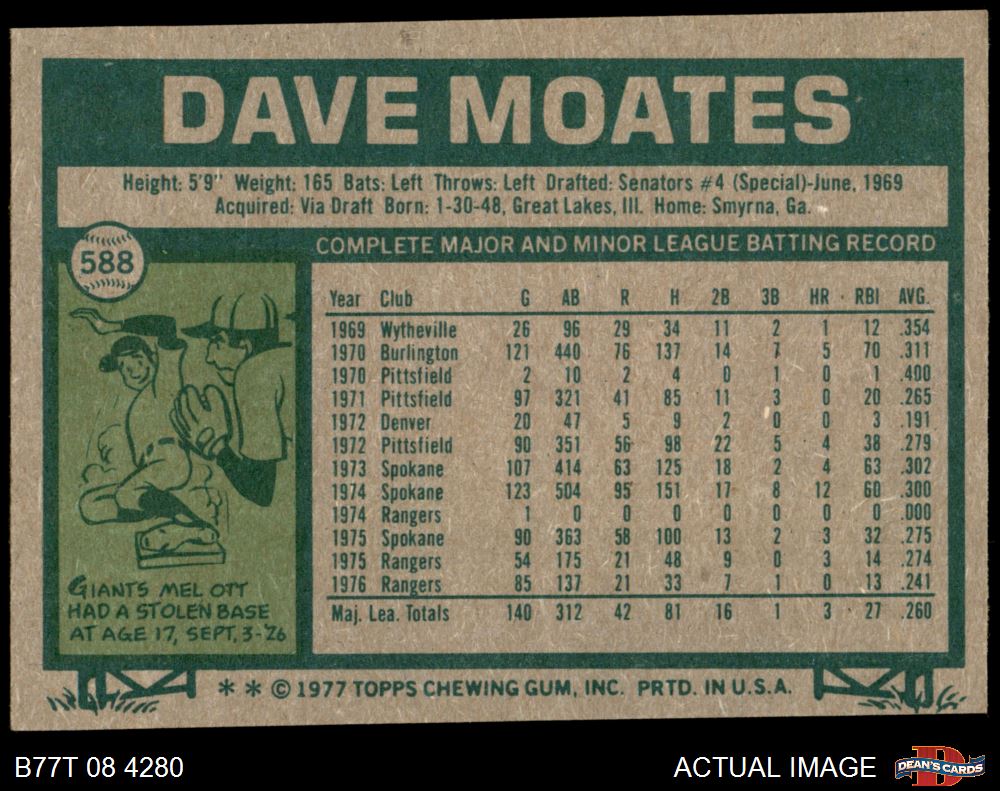 DAVE MOATES
Height: 5'9" Weight: 165 Bats: Left Throws: Left Drafted: Senators #4 (Special)-June, 1969
Acquired: Via Draft Born: 1-30-48, Great Lakes, Ill. Home: Smyrna, Ga.
588
COMPLETE MAJOR AND MINOR LEAGUE BATTING RECORD
Year Club G AB R H 2B 3B HR RBI AVG.
1969 Wytheville 26 96 29 34 11 2 1 12 .354
1970 Burlington 121 440 76 137 14 7 5 70 .311
1970 Pittsfield 2 10 2 4 0 1 0 1 .400
1971 Pittsfield 97 321 41 85 11 3 0 20 .265
1972 Denver 20 47 5 9 2 0 0 3 .191
1972 Pittsfield 90 351 56 98 22 5 4 38 .279
1973 Spokane 107 414 63 125 18 2 4 63 .302
1974 Spokane 123 504 95 151 17 8 12 60 .300
1974 Rangers 1 0 0 0 0 0 0 0 .000
1975 Spokane 90 363 58 100 13 2 3 32 .275
1975 Rangers 54 175 21 48 9 0 3 14 .274
1976 Rangers 85 137 21 33 7 1 0 13 .241
Maj. Lea. Totals 140 312 42 81 16 1 3 27 .260
GIANTS MEL OTT
HAD A STOLEN BASE
AT AGE 17, SEPT, 3-'26
* * © 1977 TOPPS CHEWING GUM, INC. PRTD. IN U.S.A.
B77T 08 4280
ACTUAL IMAGE
D
DEAN'S CARDS